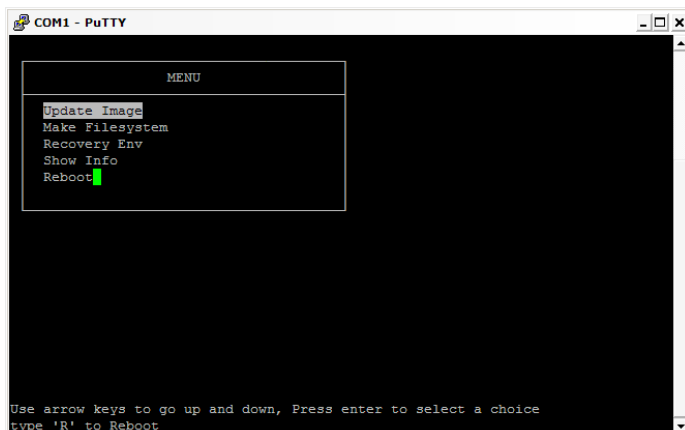 COM1 - PuTTY
MENU
Update Image
Make Filesystem
Recovery Env
Show Info
Reboot
Use arrow keys to go up and down, Press enter to select a choice
type 'R' to Reboot